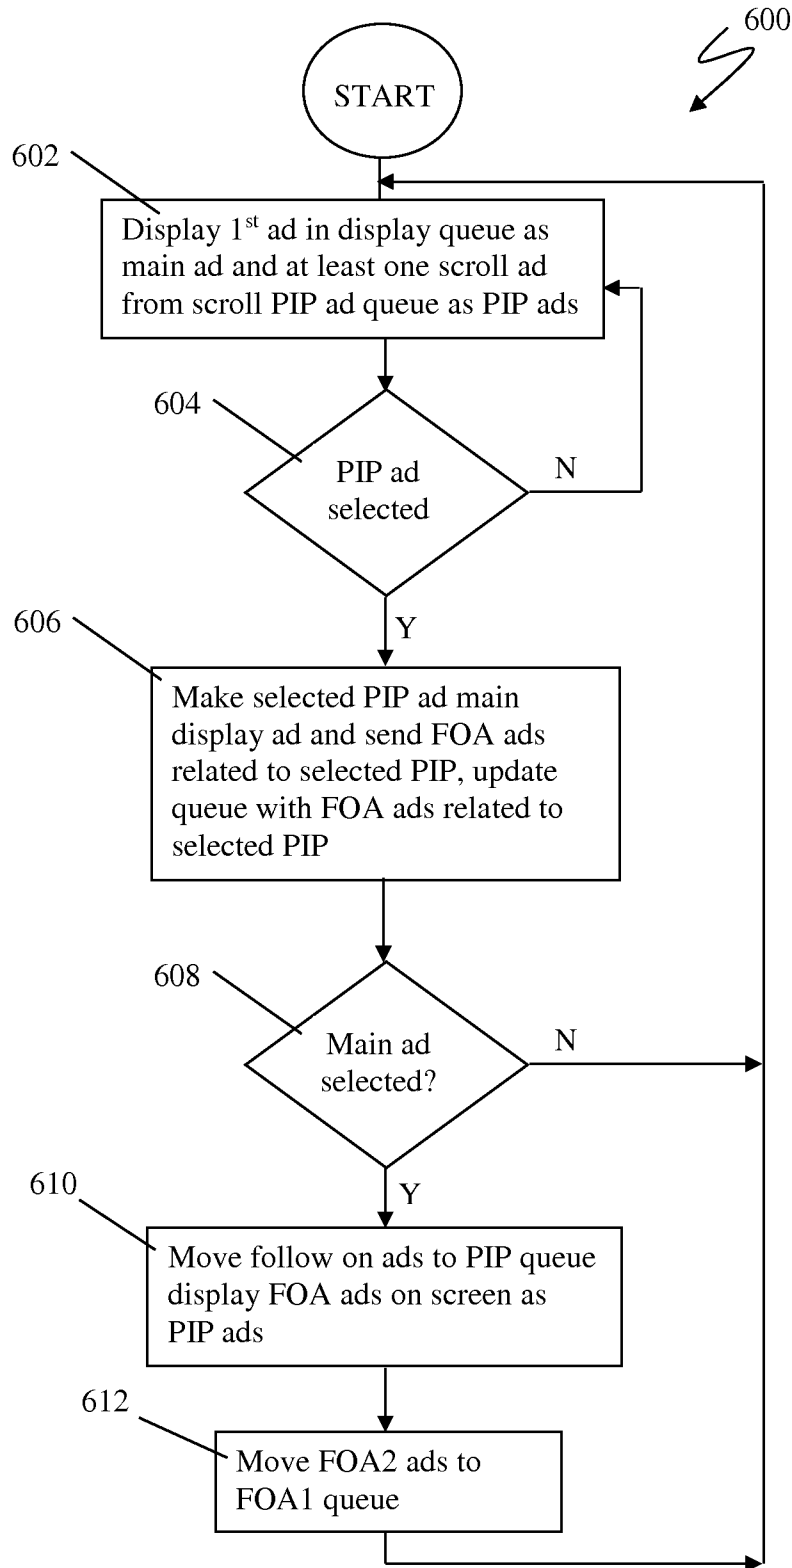 600
START
602
Display 1st ad in display queue as
main ad and at least one scroll ad
from scroll PIP ad queue as PIP ads
604
PIP ad
selected
N
Y
606
Make selected PIP ad main
display ad and send FOA ads
related to selected PIP, update
queue with FOA ads related to
selected PIP
608
Main ad
selected?
N
Y
610
Move follow on ads to PIP queue
display FOA ads on screen as
PIP ads
612
Move FOA2 ads to
FOA1 queue